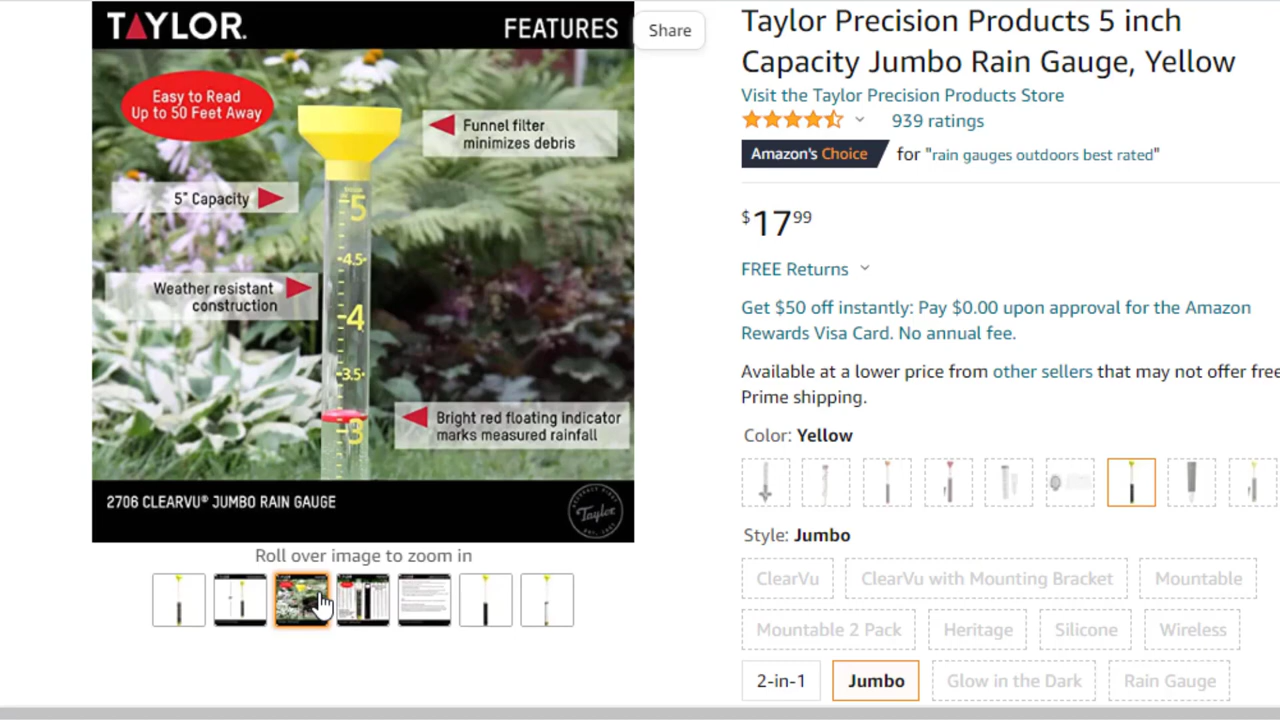 TAYLOR.
FEATURES
Easy to Read
Up to 50 Feet Away
Funnel filter
minimizes debris
5" Capacity
5
4.5
Weather resistant
construction
4
3.5
Bright red floating indicator
marks measured rainfall
3
2706 CLEARVU® JUMBO RAIN GAUGE
Taylor
Roll over image to zoom in
Share
Taylor Precision Products 5 inch
Capacity Jumbo Rain Gauge, Yellow
Visit the Taylor Precision Products Store
939 ratings
Amazon's Choice for "rain gauges outdoors best rated"
$17 99
FREE Returns
Get $50 off instantly: Pay $0.00 upon approval for the Amazon
Rewards Visa Card. No annual fee.
Available at a lower price from other sellers that may not offer free
Prime shipping.
Color: Yellow
Style: Jumbo
ClearVu
ClearVu with Mounting Bracket
Mountable
Mountable 2 Pack
Heritage
Silicone
Wireless
2-in-1
Jumbo
Glow in the Dark
Rain Gauge